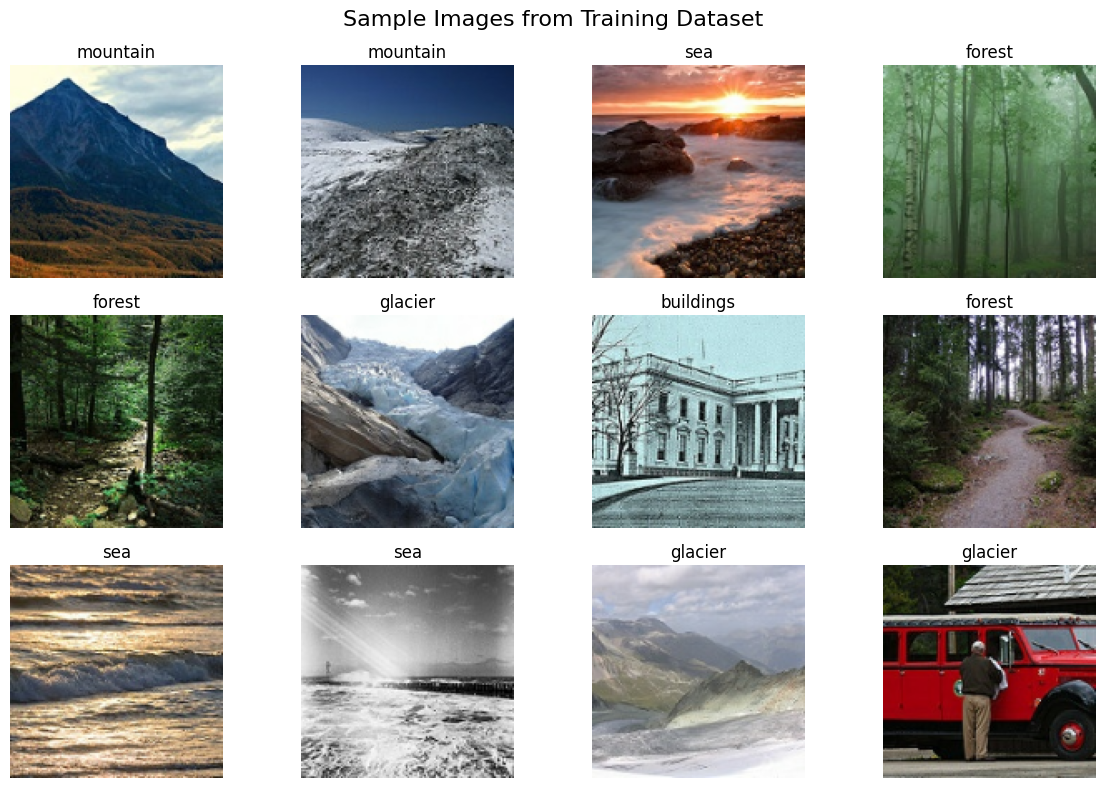 Sample Images from Training Dataset
mountain
mountain
sea
forest
forest
glacier
buildings
forest
sea
sea
glacier
glacier